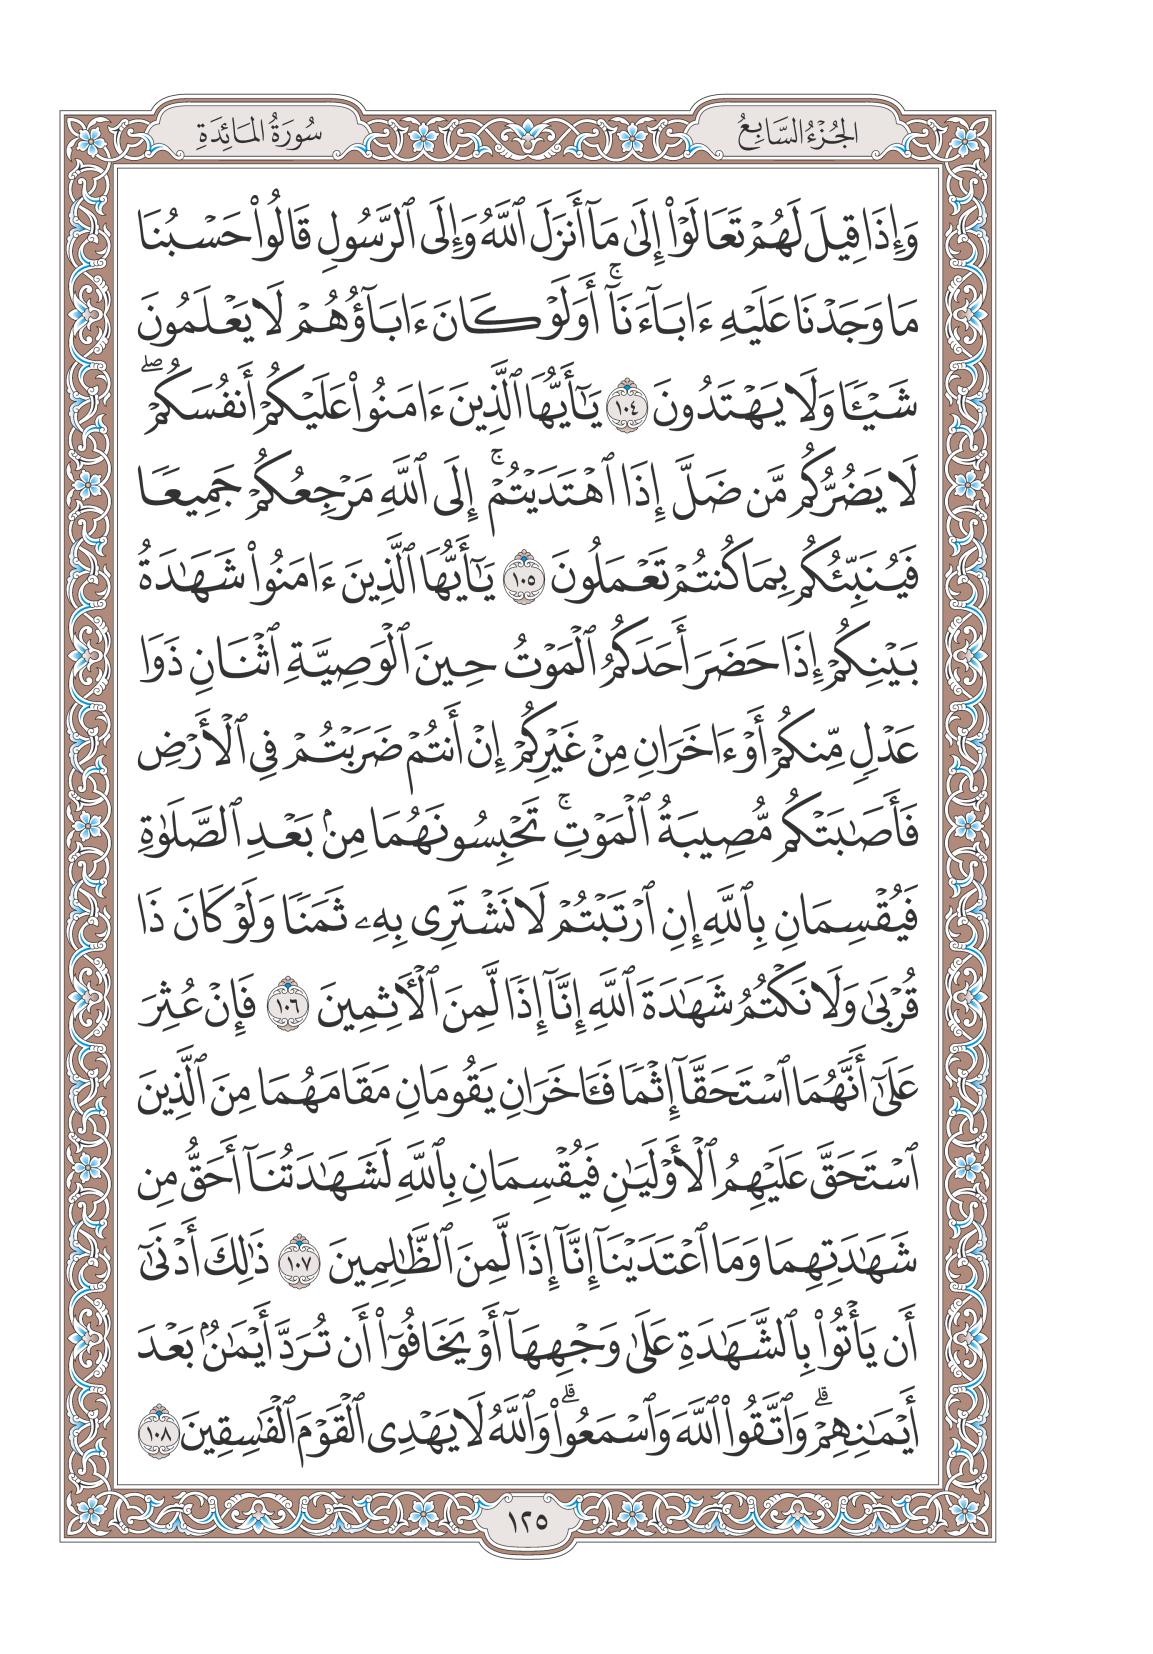 الجُزْءُ السَّابِعُ
سُورَةُ المَائِدَةِ
وَإِذَا قِيلَ لَهُمْ تَعَالَوْاْ إِلَىٰ مَآ أَنزَلَ ٱللَّهُ وَإِلَى ٱلرَّسُولِ قَالُواْ حَسْبُنَا
مَا وَجَدْنَا عَلَيْهِ ءَابَآءَنَآۚ أَوَلَوْ كَانَ ءَابَآؤُهُمْ لَا يَعْلَمُونَ
شَيْـًٔا وَلَا يَهْتَدُونَ ١٠٤ يَـٰٓأَيُّهَا ٱلَّذِينَ ءَامَنُواْ عَلَيْكُمْ أَنفُسَكُمْۖ
لَا يَضُرُّكُم مَّن ضَلَّ إِذَا ٱهْتَدَيْتُمْۚ إِلَى ٱللَّهِ مَرْجِعُكُمْ جَمِيعًا
فَيُنَبِّئُكُم بِمَا كُنتُمْ تَعْمَلُونَ ١٠٥ يَـٰٓأَيُّهَا ٱلَّذِينَ ءَامَنُواْ شَهَـٰدَةُ
بَيْنِكُمْ إِذَا حَضَرَ أَحَدَكُمُ ٱلْمَوْتُ حِينَ ٱلْوَصِيَّةِ ٱثْنَانِ ذَوَا
عَدْلٍ مِّنكُمْ أَوْ ءَاخَرَانِ مِنْ غَيْرِكُمْ إِنْ أَنتُمْ ضَرَبْتُمْ فِي ٱلْأَرْضِ
فَأَصَـٰبَتْكُم مُّصِيبَةُ ٱلْمَوْتِۚ تَحْبِسُونَهُمَا مِنۢ بَعْدِ ٱلصَّلَوٰةِ
فَيُقْسِمَانِ بِٱللَّهِ إِنِ ٱرْتَبْتُمْ لَا نَشْتَرِى بِهِۦ ثَمَنًا وَلَوْ كَانَ ذَا
قُرْبَىٰ وَلَا نَكْتُمُ شَهَـٰدَةَ ٱللَّهِ إِنَّآ إِذًا لَّمِنَ ٱلْـَٔاثِمِينَ ١٠٦ فَإِنْ عُثِرَ
عَلَىٰٓ أَنَّهُمَا ٱسْتَحَقَّآ إِثْمًا فَـَٔاخَرَانِ يَقُومَانِ مَقَامَهُمَا مِنَ ٱلَّذِينَ
ٱسْتَحَقَّ عَلَيْهِمُ ٱلْأَوْلَيَـٰنِ فَيُقْسِمَانِ بِٱللَّهِ لَشَهَـٰدَتُنَآ أَحَقُّ مِن
شَهَـٰدَتِهِمَا وَمَا ٱعْتَدَيْنَآ إِنَّآ إِذًا لَّمِنَ ٱلظَّـٰلِمِينَ ١٠٧ ذَٰلِكَ أَدْنَىٰٓ
أَن يَأْتُواْ بِٱلشَّهَـٰدَةِ عَلَىٰ وَجْهِهَآ أَوْ يَخَافُوٓاْ أَن تُرَدَّ أَيْمَـٰنٌۢ بَعْدَ
أَيْمَـٰنِهِمْۗ وَٱتَّقُواْ ٱللَّهَ وَٱسْمَعُواْۗ وَٱللَّهُ لَا يَهْدِى ٱلْقَوْمَ ٱلْفَـٰسِقِينَ ١٠٨
١٢٥